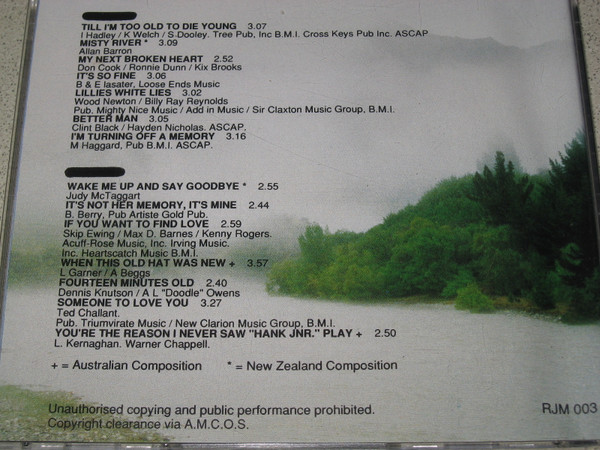 TILL I'M TOO OLD TO DIE YOUNG 3.07
I Hadley / K Welch / S.Dooley. Tree Pub, Inc B.M.I. Cross Keys Pub Inc. ASCAP
MISTY RIVER * 3.09
Allan Barron
MY NEXT BROKEN HEART 2.52
Don Cook / Ronnie Dunn / Kix Brooks
IT'S SO FINE 3.06
B & E lasater, Loose Ends Music
LILLIES WHITE LIES 3.02
Wood Newton / Billy Ray Reynolds
Pub. Mighty Nice Music / Add in Music / Sir Claxton Music Group, B.M.I.
BETTER MAN 3.05
Clint Black / Hayden Nicholas. ASCAP.
I'M TURNING OFF A MEMORY 3.16
M Haggard, Pub B.M.I. ASCAP.
WAKE ME UP AND SAY GOODBYE * 2.55
Judy McTaggart
IT'S NOT HER MEMORY, IT'S MINE 2.44
B. Berry, Pub Artiste Gold Pub.
IF YOU WANT TO FIND LOVE 2.59
Skip Ewing / Max D. Barnes / Kenny Rogers.
Acuff-Rose Music, Inc. Irving Music.
Inc. Heartscatch Music B.M.I.
WHEN THIS OLD HAT WAS NEW + 3.57
L Garner / A Beggs
FOURTEEN MINUTES OLD 2.40
Dennis Knutson / A L "Doodle" Owens
SOMEONE TO LOVE YOU 3.27
Ted Challant.
Pub. Triumvirate Music / New Clarion Music Group, B.M.I.
YOU'RE THE REASON I NEVER SAW "HANK JNR." PLAY + 2.50
L. Kernaghan. Warner Chappell.
+ = Australian Composition * = New Zealand Composition
Unauthorised copying and public performance prohibited.
Copyright clearance via A.M.C.O.S.
RJM 003